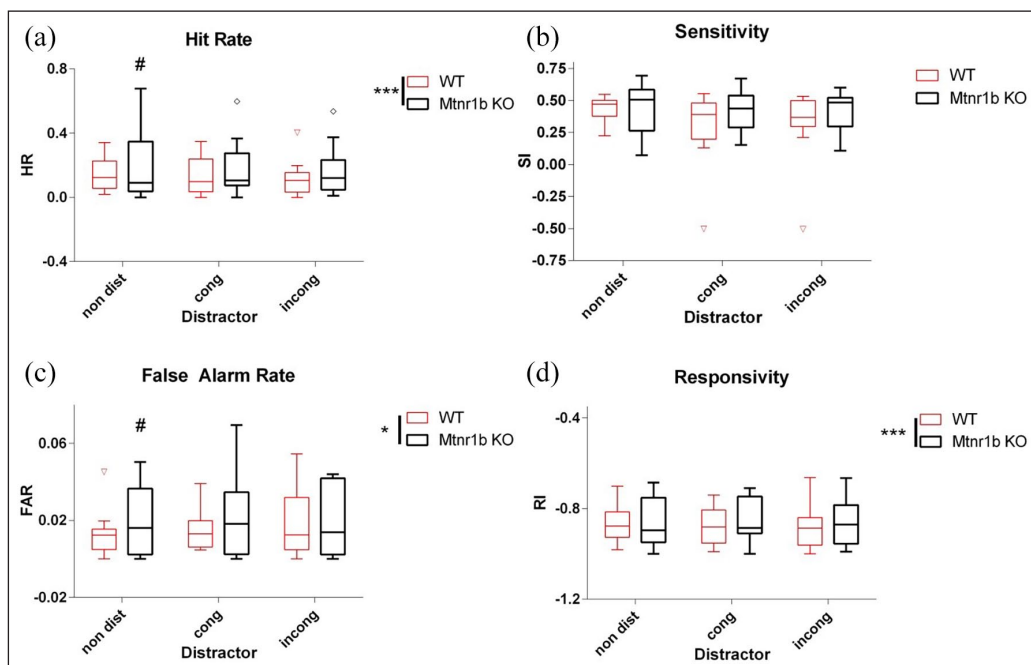 (a)
Hit Rate
#
***
WT
Mtnr1b KO
0.8
0.4
0.0
-0.4
HR
non dist
cong
incong
Distractor
(b)
Sensitivity
WT
Mtnr1b KO
0.75
0.50
0.25
0.00
-0.25
-0.50
-0.75
SI
non dist
cong
incong
Distractor
(c)
False Alarm Rate
#
*
WT
Mtnr1b KO
0.06
0.02
-0.02
FAR
non dist
cong
incong
Distractor
(d)
Responsivity
***
WT
Mtnr1b KO
-0.4
-0.8
-1.2
RI
non dist
cong
incong
Distractor